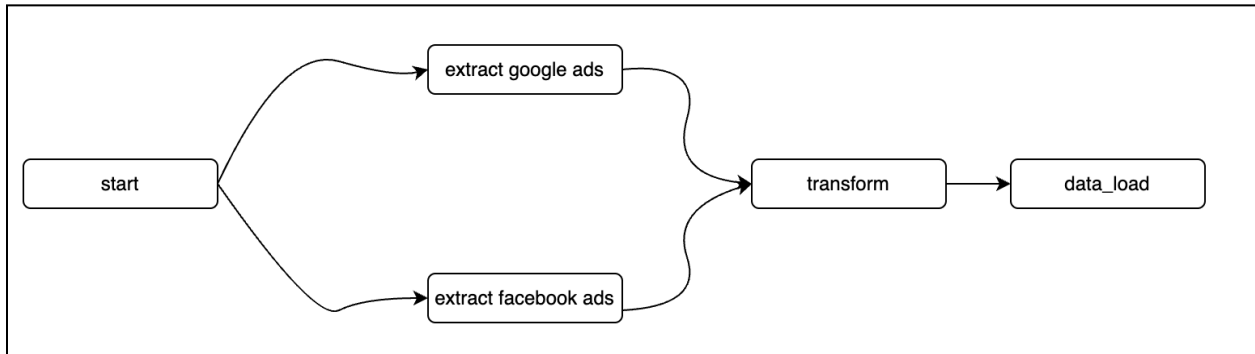 start
extract google ads
extract facebook ads
transform
data_load